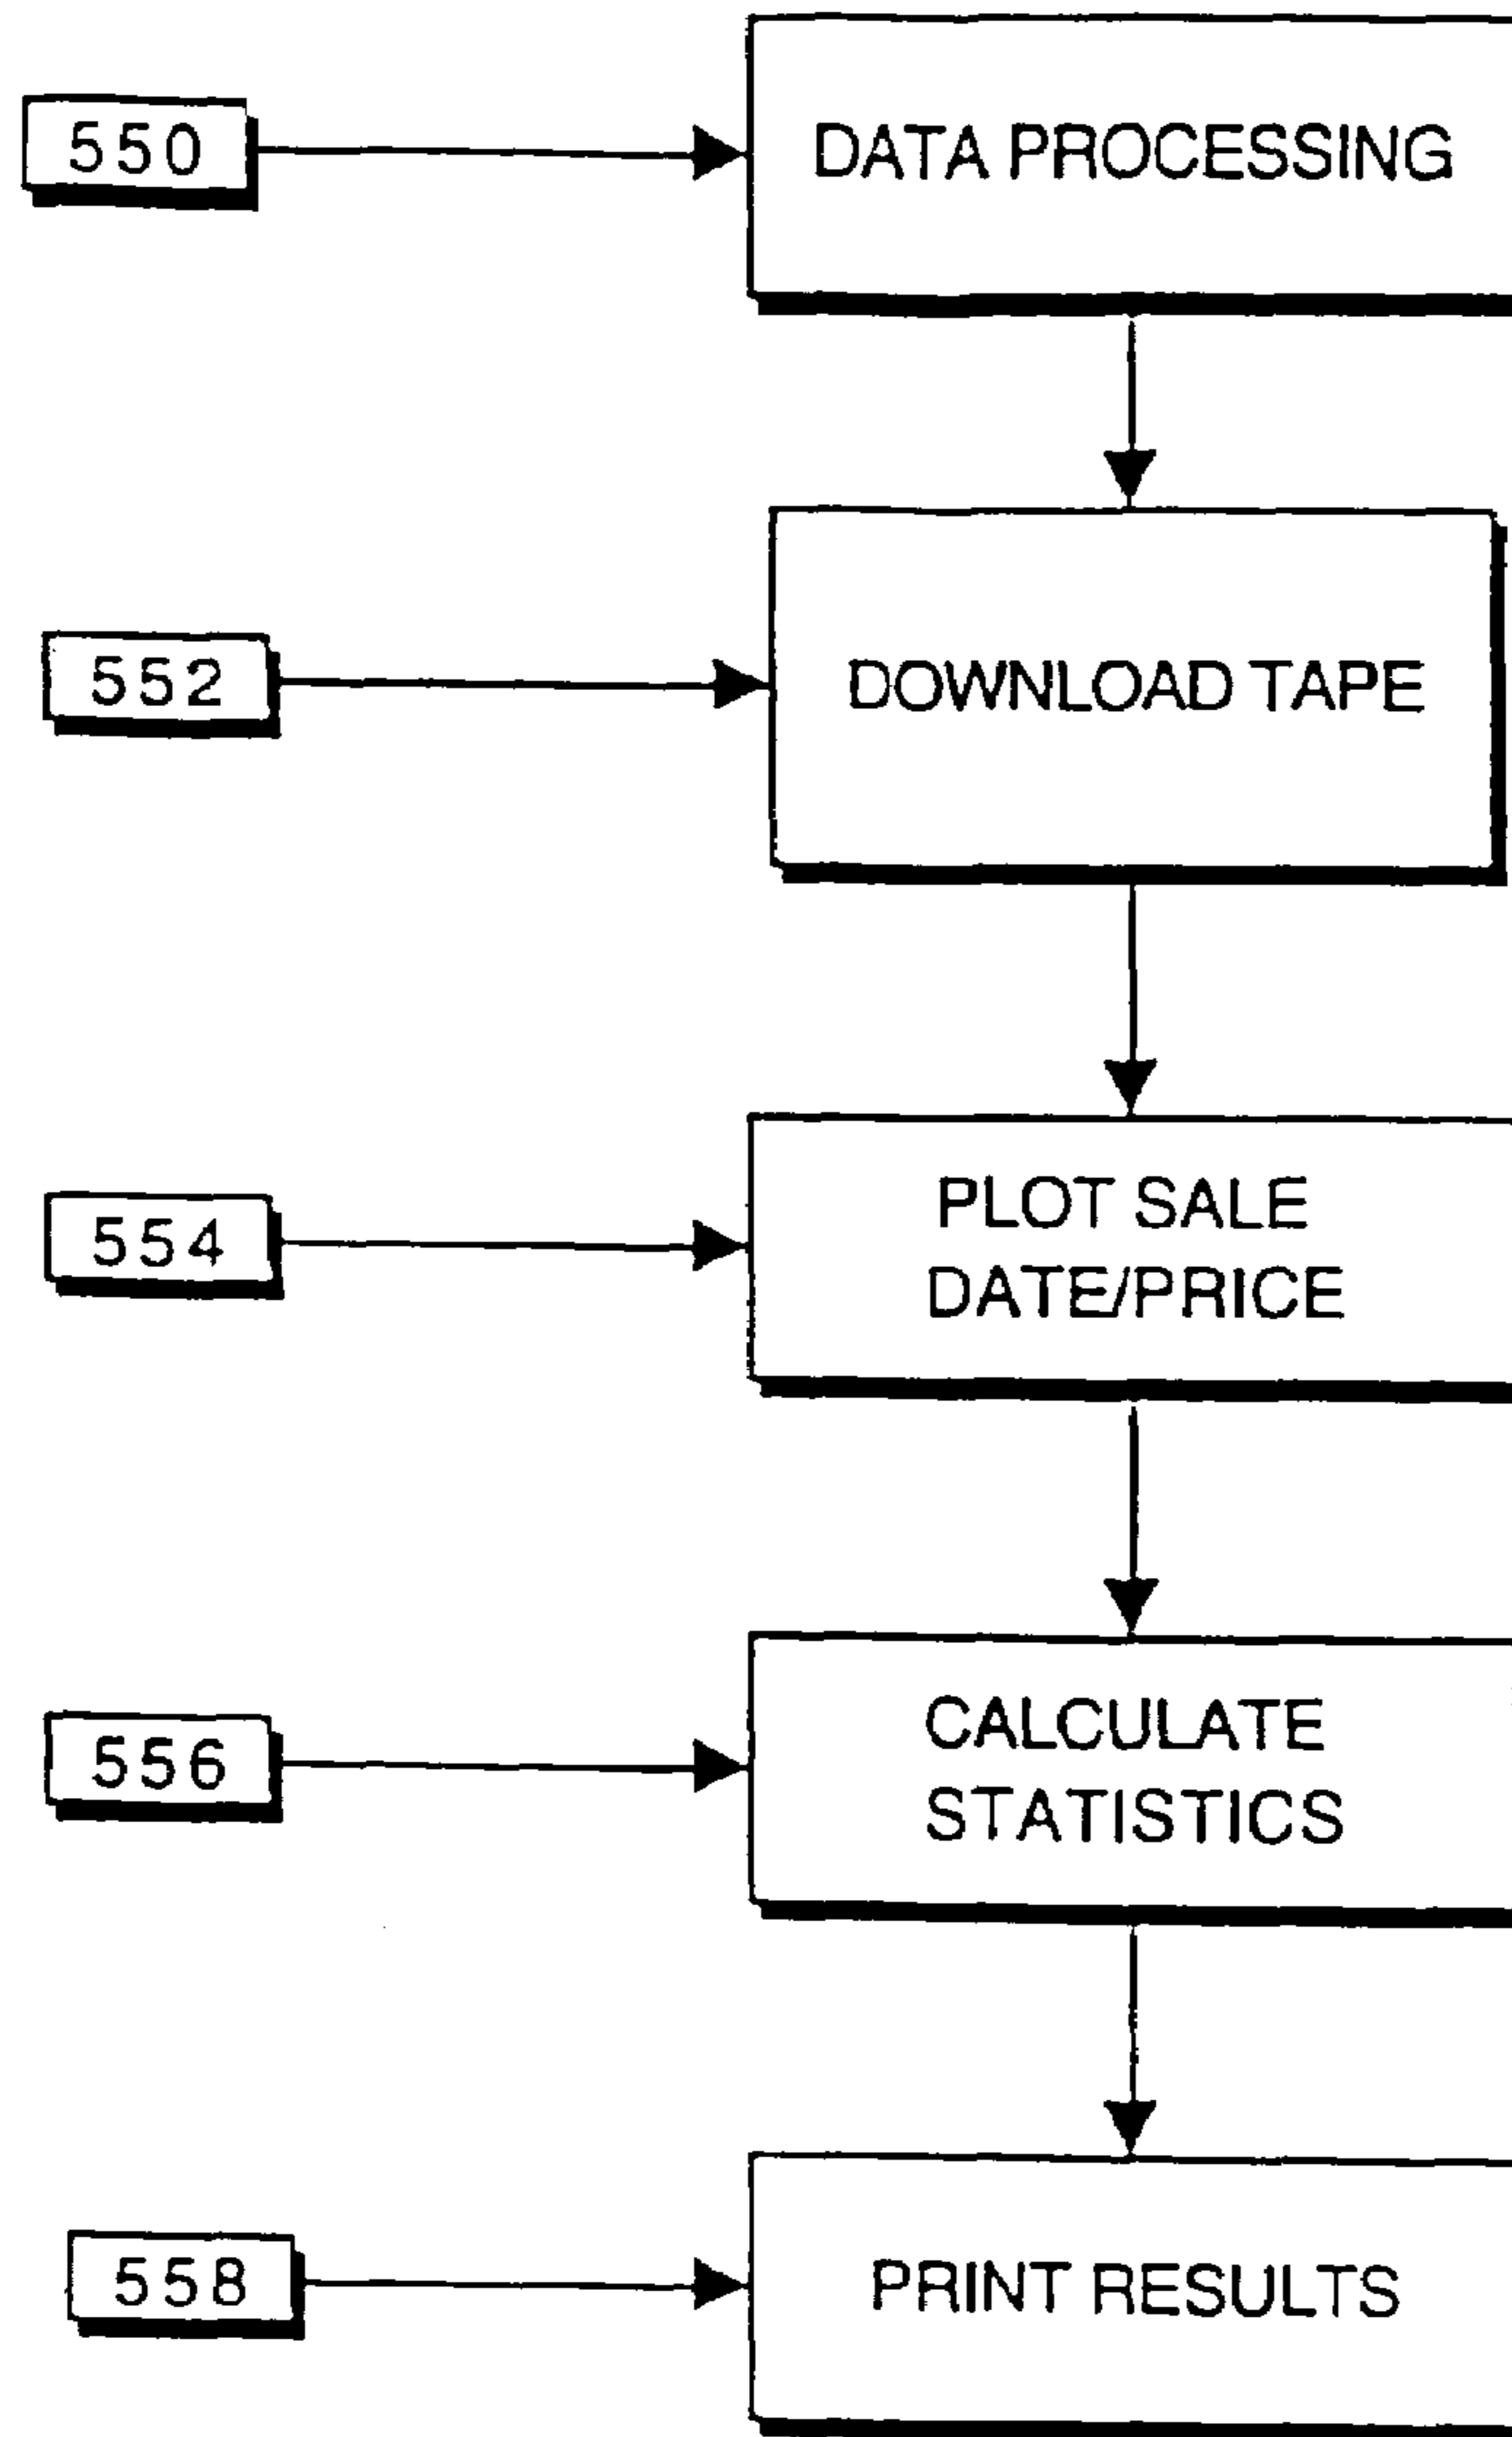 550
DATA PROCESSING
552
DOWNLOAD TAPE
554
PLOT SALE
DATE/PRICE
556
CALCULATE
STATISTICS
558
PRINT RESULTS